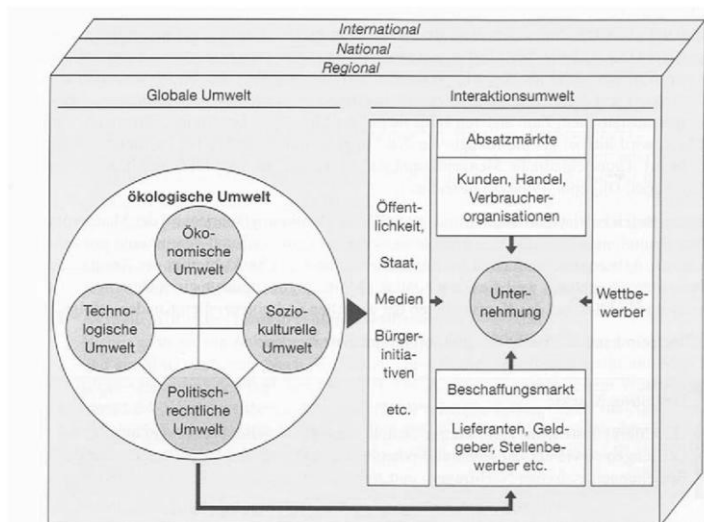 International
National
Regional
Globale Umwelt
Interaktionsumwelt
ökologische Umwelt
Öko-
nomische
Umwelt
Techno-
logische
Umwelt
Sozio-
kulturelle
Umwelt
Politisch-
rechtliche
Umwelt
Öffent-
lichkeit,
Staat,
Medien
Bürger-
initia-
tiven
etc.
Absatzmärkte
Kunden, Handel,
Verbraucher-
organisationen
Unter-
nehmung
Wettbe-
werber
Beschaffungsmarkt
Lieferanten, Geld-
geber, Stellenbe-
werber etc.